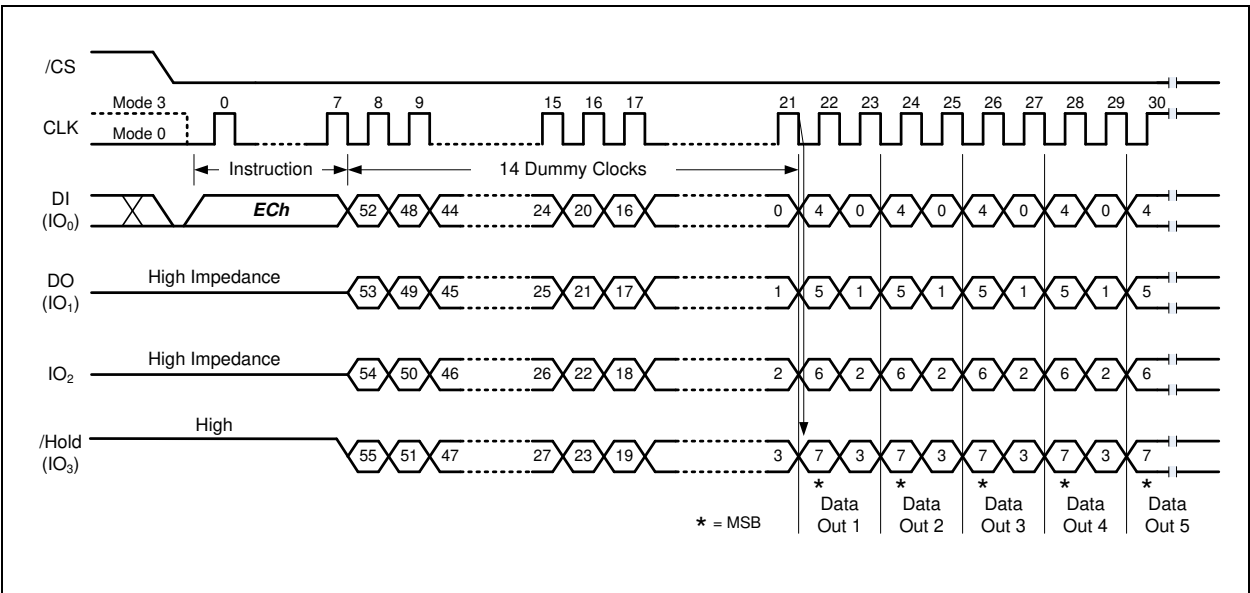 /CS
Mode 3 0 7 8 9 15 16 17 21 22 23 24 25 26 27 28 29 30
CLK
Mode 0
Instruction 14 Dummy Clocks
DI
(IO0) ECh 52 48 44 24 20 16 0 4 0 4 0 4 0 4 0 4
High Impedance
DO
(IO1) 53 49 45 25 21 17 1 5 1 5 1 5 1 5 1 5
High Impedance
IO2 54 50 46 26 22 18 2 6 2 6 2 6 2 6 2 6
High
/Hold
(IO3) 55 51 47 27 23 19 3 7 3 7 3 7 3 7 3 7
* * * * *
Data Data Data Data Data
* = MSB Out 1 Out 2 Out 3 Out 4 Out 5